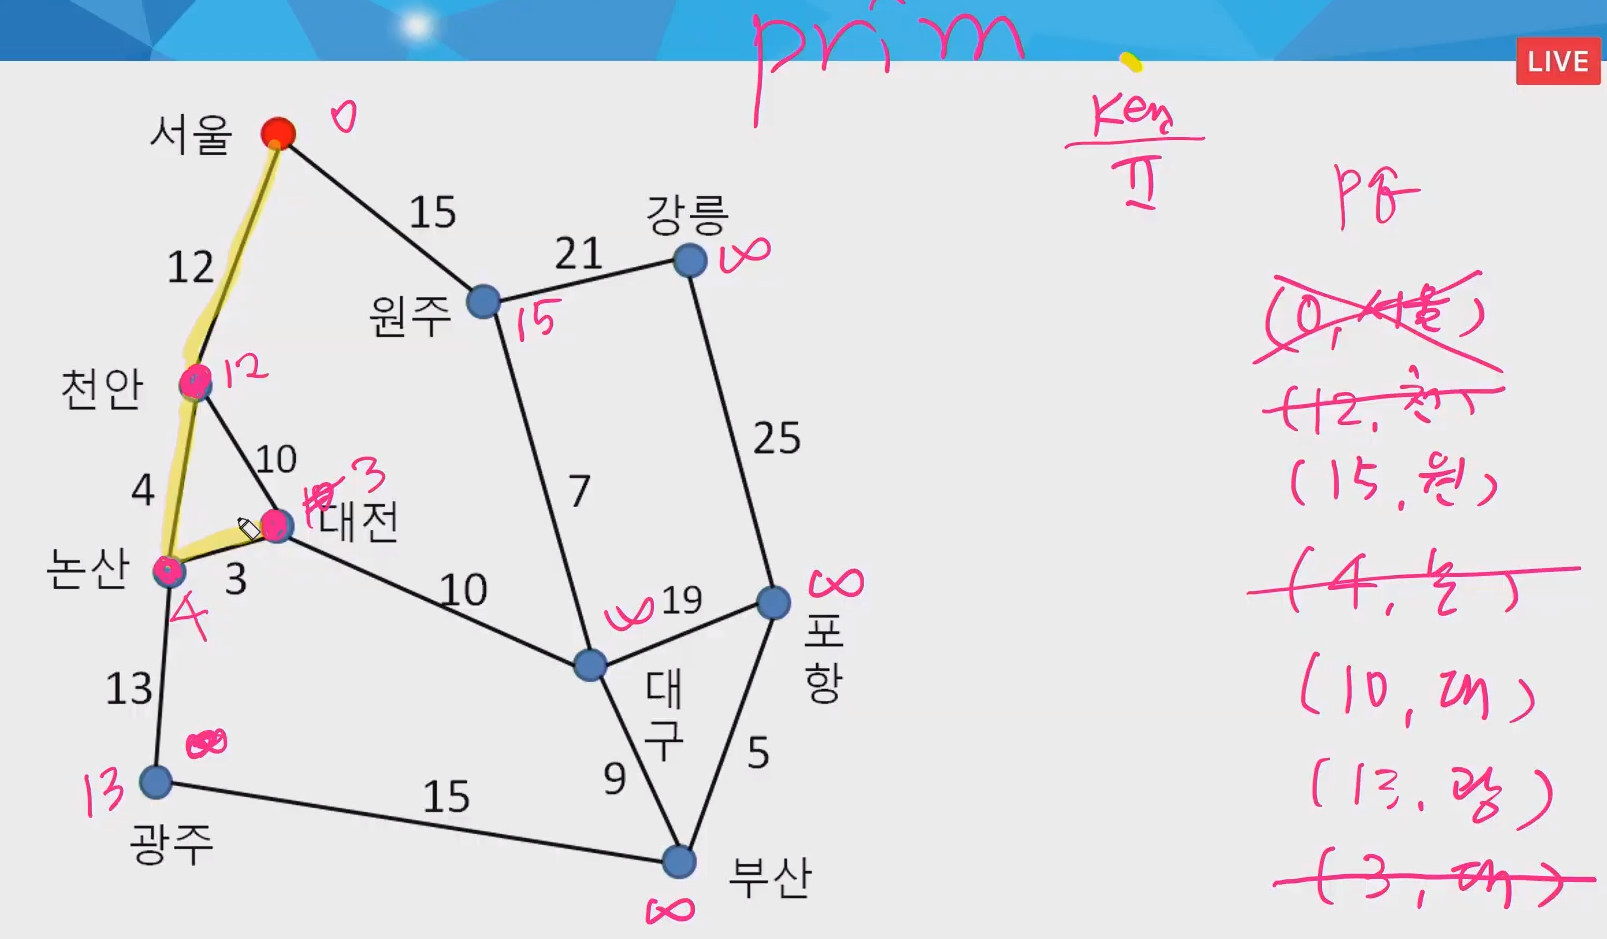 prim
LIVE
key
π
pq
서울
0
15
강릉
∞
21
12
원주
15
(0, 서울)
천안
12
(12, 천)
25
10
3
4
7
(15, 원)
대전
논산
3
4
10
∞
19
∞
(4, 논)
포
항
13
대
구
(10, 대)
∞
13
15
9
5
(13, 광)
광주
부산
∞
(3, 대)